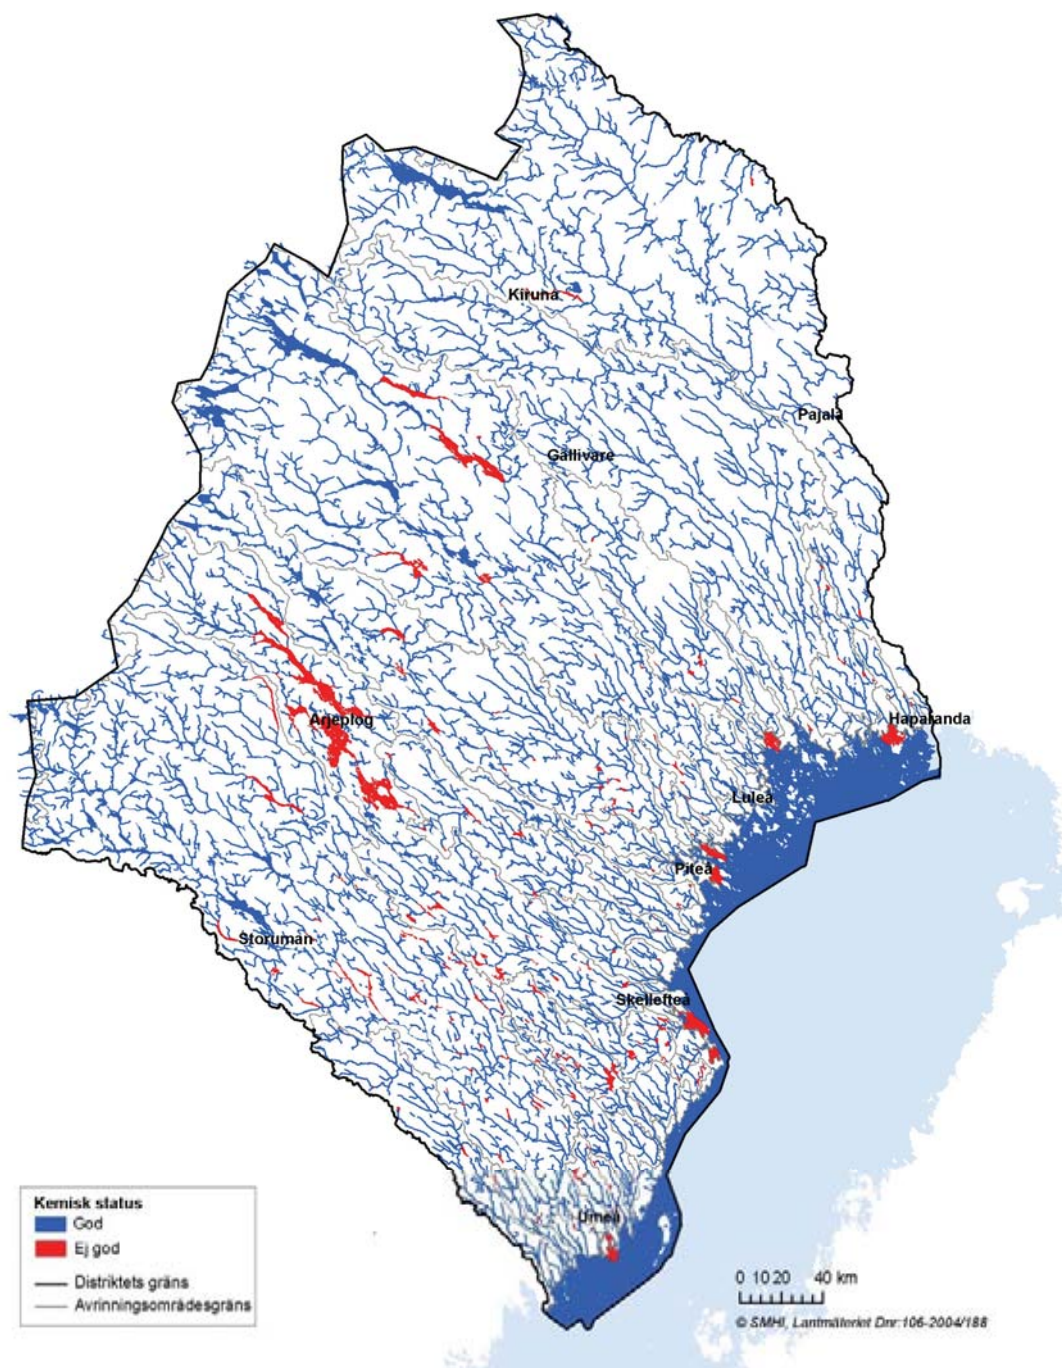 Kiruna
Pajala
Gällivare
Arjeplog
Haparanda
Luleå
Piteå
Storuman
Skellefteå
Umeå
Kemisk status
God
Ej god
Distriktets gräns
Avrinningsområdesgräns
0 10 20 40 km
© SMHI, Lantmäteriet Dnr:106-2004/188